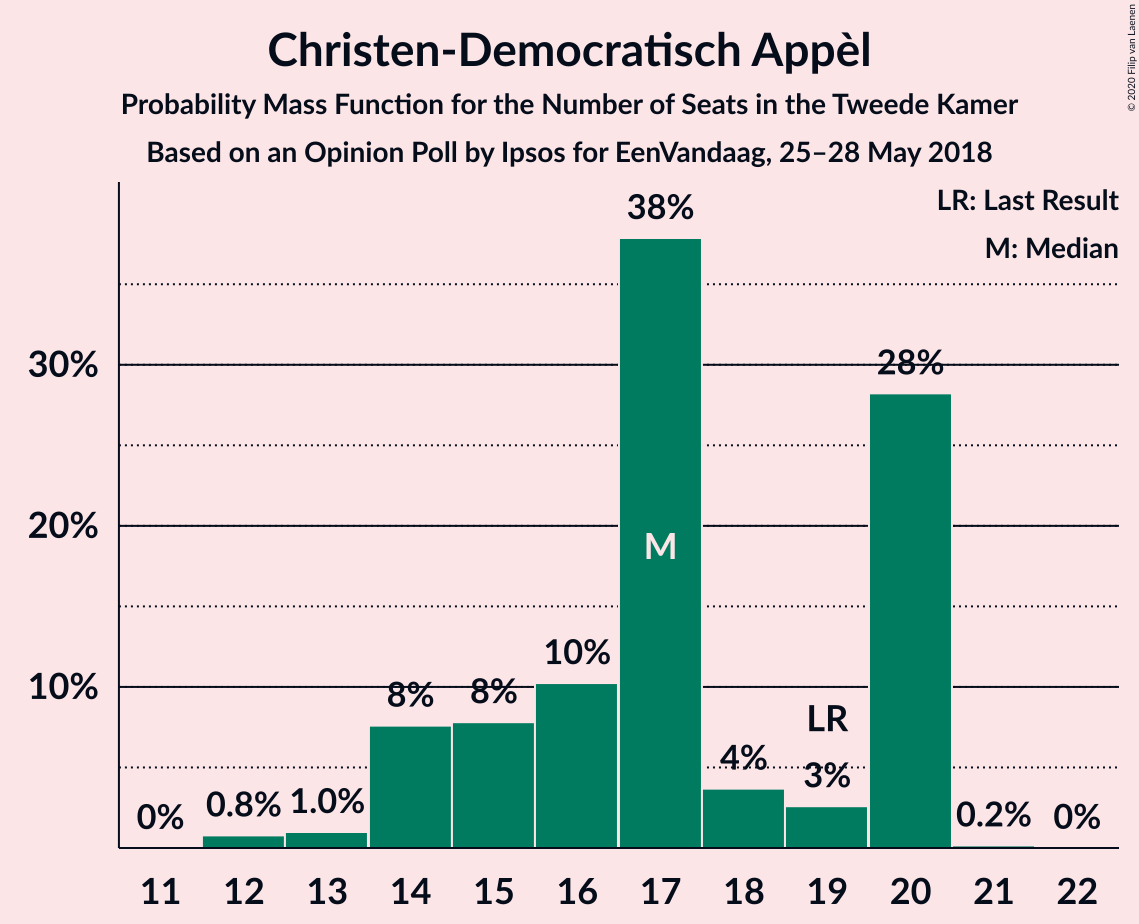 Christen-Democratisch Appèl
Probability Mass Function for the Number of Seats in the Tweede Kamer
Based on an Opinion Poll by Ipsos for EenVandaag, 25–28 May 2018
© 2020 Filip van Laenen
LR: Last Result
M: Median
38%
30%
28%
20%
M
10%
10%
8%
8%
LR
4%
3%
0%
0.8%
1.0%
0.2%
0%
11 12 13 14 15 16 17 18 19 20 21 22